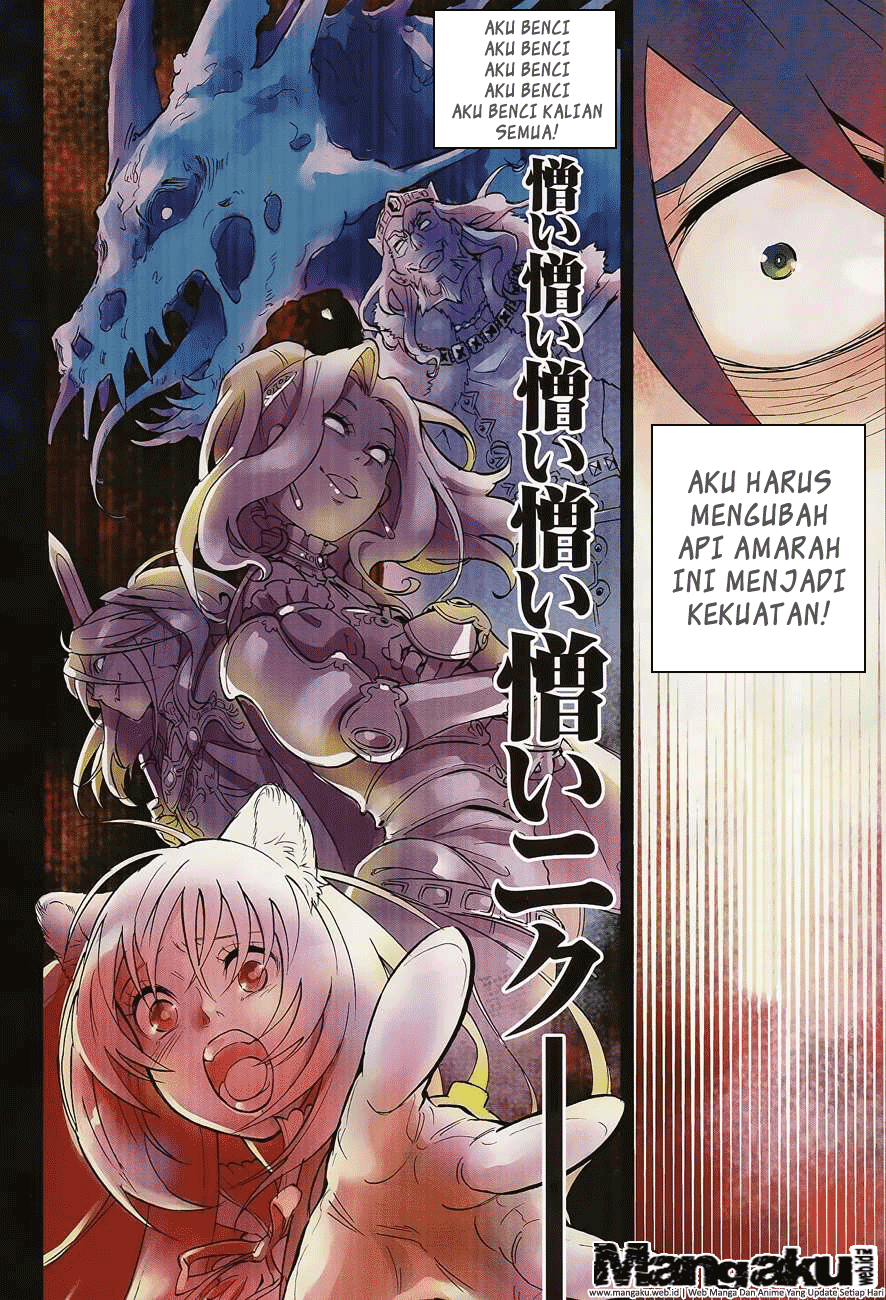 AKU BENCI
AKU BENCI
AKU BENCI
AKU BENCI
AKU BENCI KALIAN
SEMUA!
憎い憎い憎い憎い憎いニク——
AKU HARUS
MENGUBAH
API AMARAH
INI MENJADI
KEKUATAN!
Mangaku
www.mangaku.web.id | Web Manga Dan Anime Yang Update Setiap Hari